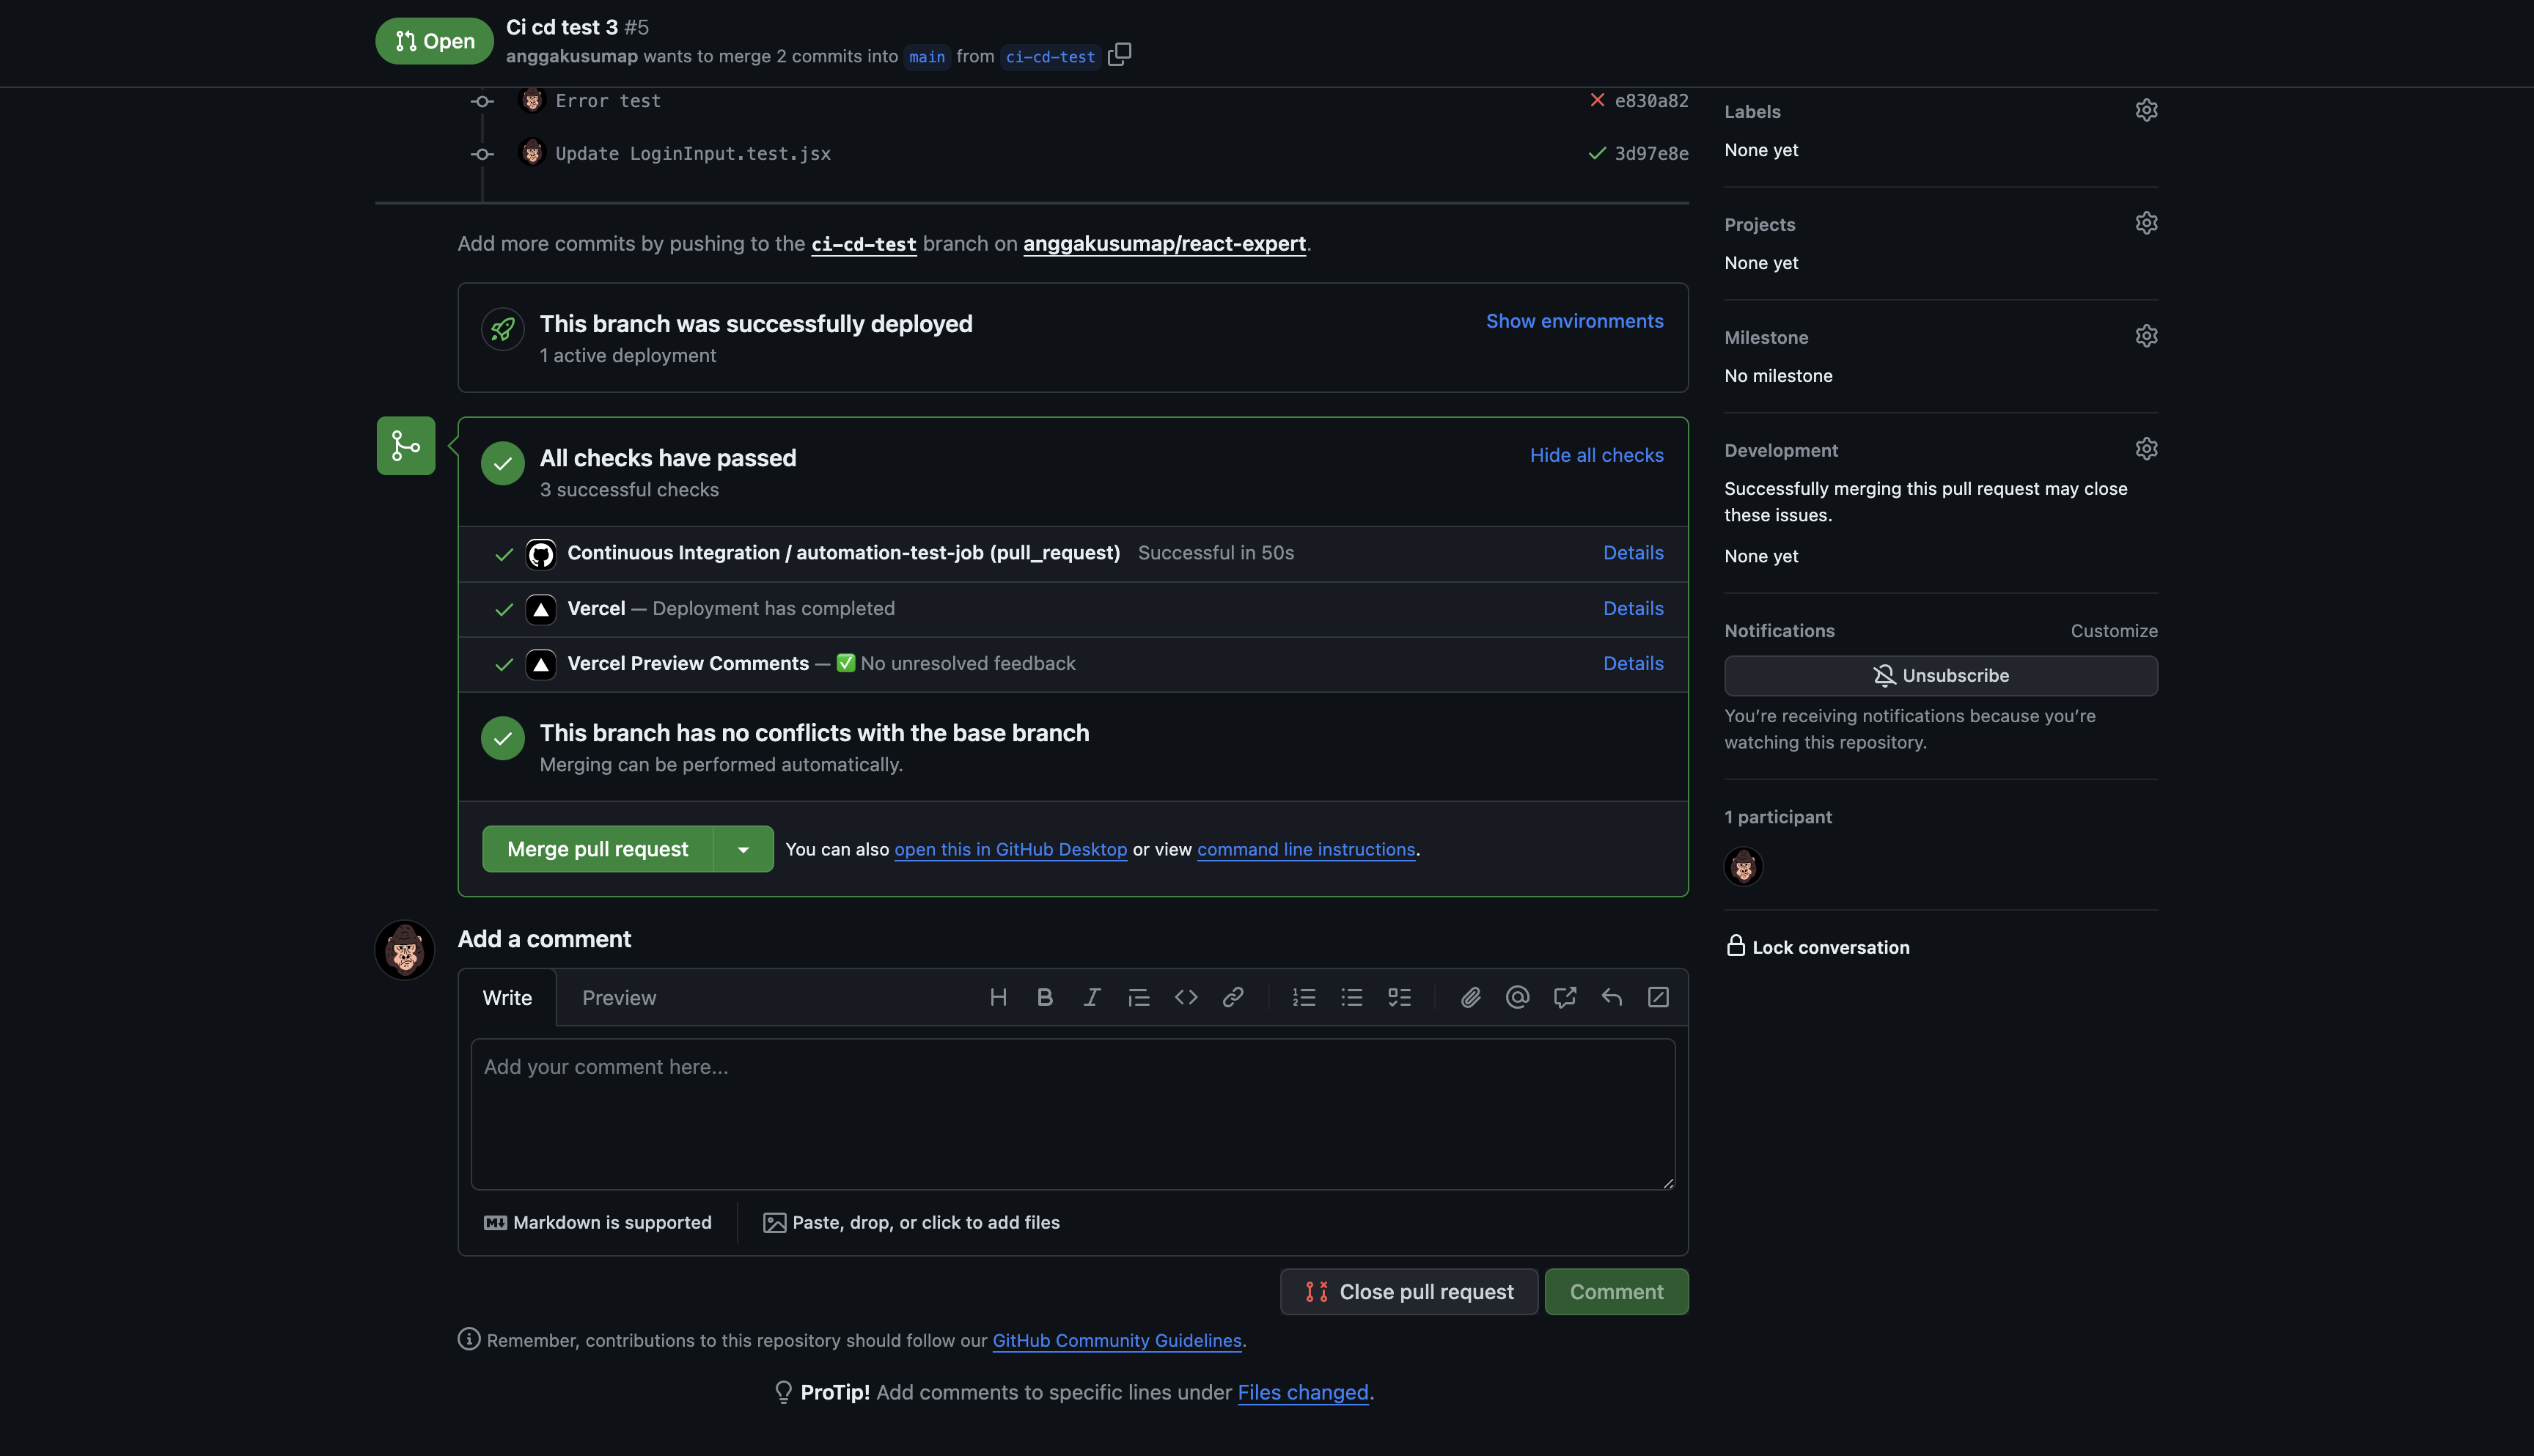 Open
Ci cd test 3 #5
anggakusumap wants to merge 2 commits into main from ci-cd-test
Error test
e830a82
Update LoginInput.test.jsx
3d97e8e
Add more commits by pushing to the ci-cd-test branch on anggakusumap/react-expert.
This branch was successfully deployed
Show environments
1 active deployment
All checks have passed
Hide all checks
3 successful checks
Continuous Integration / automation-test-job (pull_request) Successful in 50s
Details
Vercel — Deployment has completed
Details
Vercel Preview Comments — ✅ No unresolved feedback
Details
This branch has no conflicts with the base branch
Merging can be performed automatically.
Merge pull request
You can also open this in GitHub Desktop or view command line instructions.
Add a comment
Write
Preview
Add your comment here...
Markdown is supported
Paste, drop, or click to add files
Close pull request
Comment
Remember, contributions to this repository should follow our GitHub Community Guidelines.
ProTip! Add comments to specific lines under Files changed.
Labels
None yet
Projects
None yet
Milestone
No milestone
Development
Successfully merging this pull request may close
these issues.
None yet
Notifications
Customize
Unsubscribe
You’re receiving notifications because you’re
watching this repository.
1 participant
Lock conversation